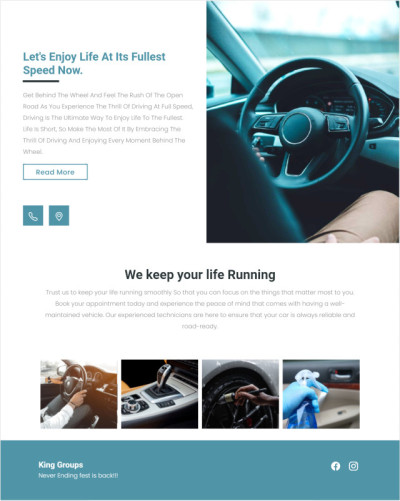 Let's Enjoy Life At Its Fullest
Speed Now.
Get Behind The Wheel And Feel The Rush Of The Open
Road As You Experience The Thrill Of Driving At Full Speed,
Driving Is The Ultimate Way To Enjoy Life To The Fullest.
Life Is Short, So Make The Most Of It By Embracing The
Thrill Of Driving And Enjoying Every Moment Behind The
Wheel.
Read More
We keep your life Running
Trust us to keep your life running smoothly So that you can focus on the things that matter most to you.
Book your appointment today and experience the peace of mind that comes with having a well-
maintained vehicle. Our experienced technicians are here to ensure that your car is always reliable and
road-ready.
King Groups
Never Ending fest is back!!!